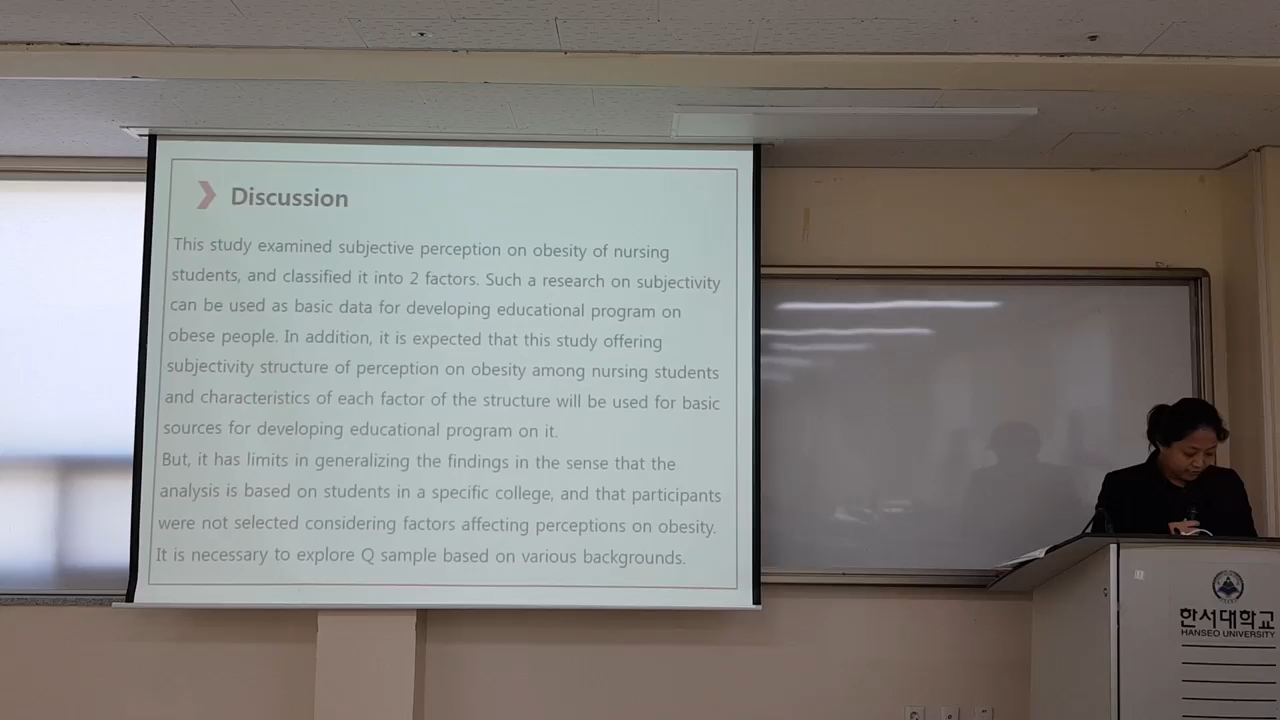 Discussion
This study examined subjective perception on obesity of nursing
students, and classified it into 2 factors. Such a research on subjectivity
can be used as basic data for developing educational program on
obese people. In addition, it is expected that this study offering
subjectivity structure of perception on obesity among nursing students
and characteristics of each factor of the structure will be used for basic
sources for developing educational program on it.
But, it has limits in generalizing the findings in the sense that the
analysis is based on students in a specific college, and that participants
were not selected considering factors affecting perceptions on obesity.
It is necessary to explore Q sample based on various backgrounds.
한서대학교
HANSEO UNIVERSITY